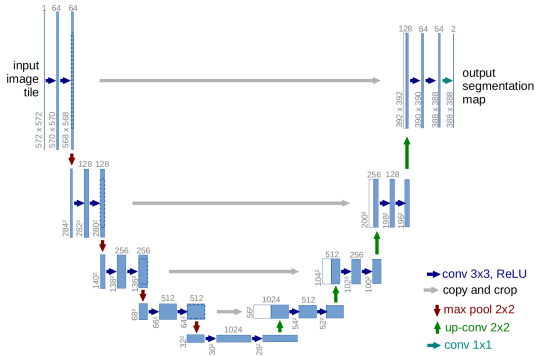 1 64 64
128 64 64 2
input
image
tile
output
segmentation
map
572 x 572
570 x 570
568 x 568
392 x 392
390 x 390
388 x 388
388 x 388
128 128
256 128
284²
282²
280²
200²
198²
196²
256 256
512 256
140²
138²
136²
104²
102²
100²
512 512
1024 512
68²
66²
64²
56²
54²
52²
1024
32²
30²
28²
conv 3x3, ReLU
copy and crop
max pool 2x2
up-conv 2x2
conv 1x1